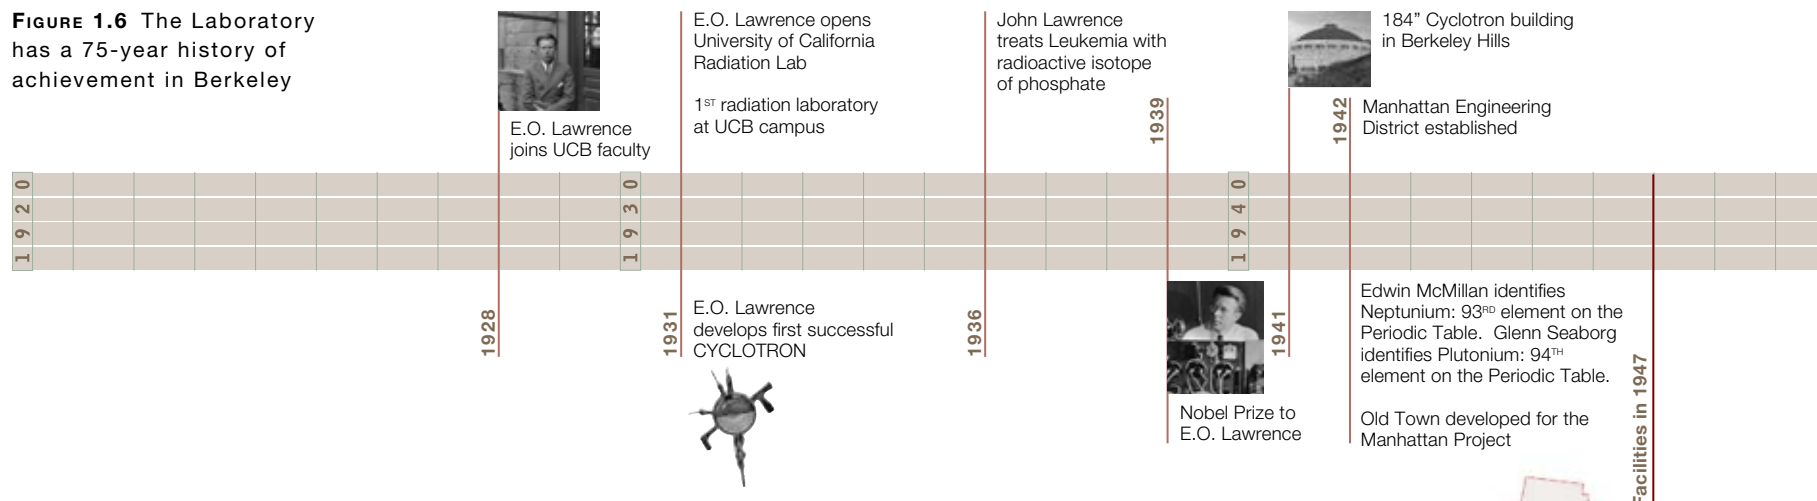 FIGURE 1.6 The Laboratory
has a 75-year history of
achievement in Berkeley
E.O. Lawrence
joins UCB faculty
E.O. Lawrence opens
University of California
Radiation Lab
1ST radiation laboratory
at UCB campus
John Lawrence
treats Leukemia with
radioactive isotope
of phosphate
1939
184” Cyclotron building
in Berkeley Hills
1942
Manhattan Engineering
District established
1920
1930
1940
1928
1931
E.O. Lawrence
develops first successful
CYCLOTRON
1936
Nobel Prize to
E.O. Lawrence
1941
Edwin McMillan identifies
Neptunium: 93RD element on the
Periodic Table. Glenn Seaborg
identifies Plutonium: 94TH
element on the Periodic Table.
Old Town developed for the
Manhattan Project
Facilities in 1947